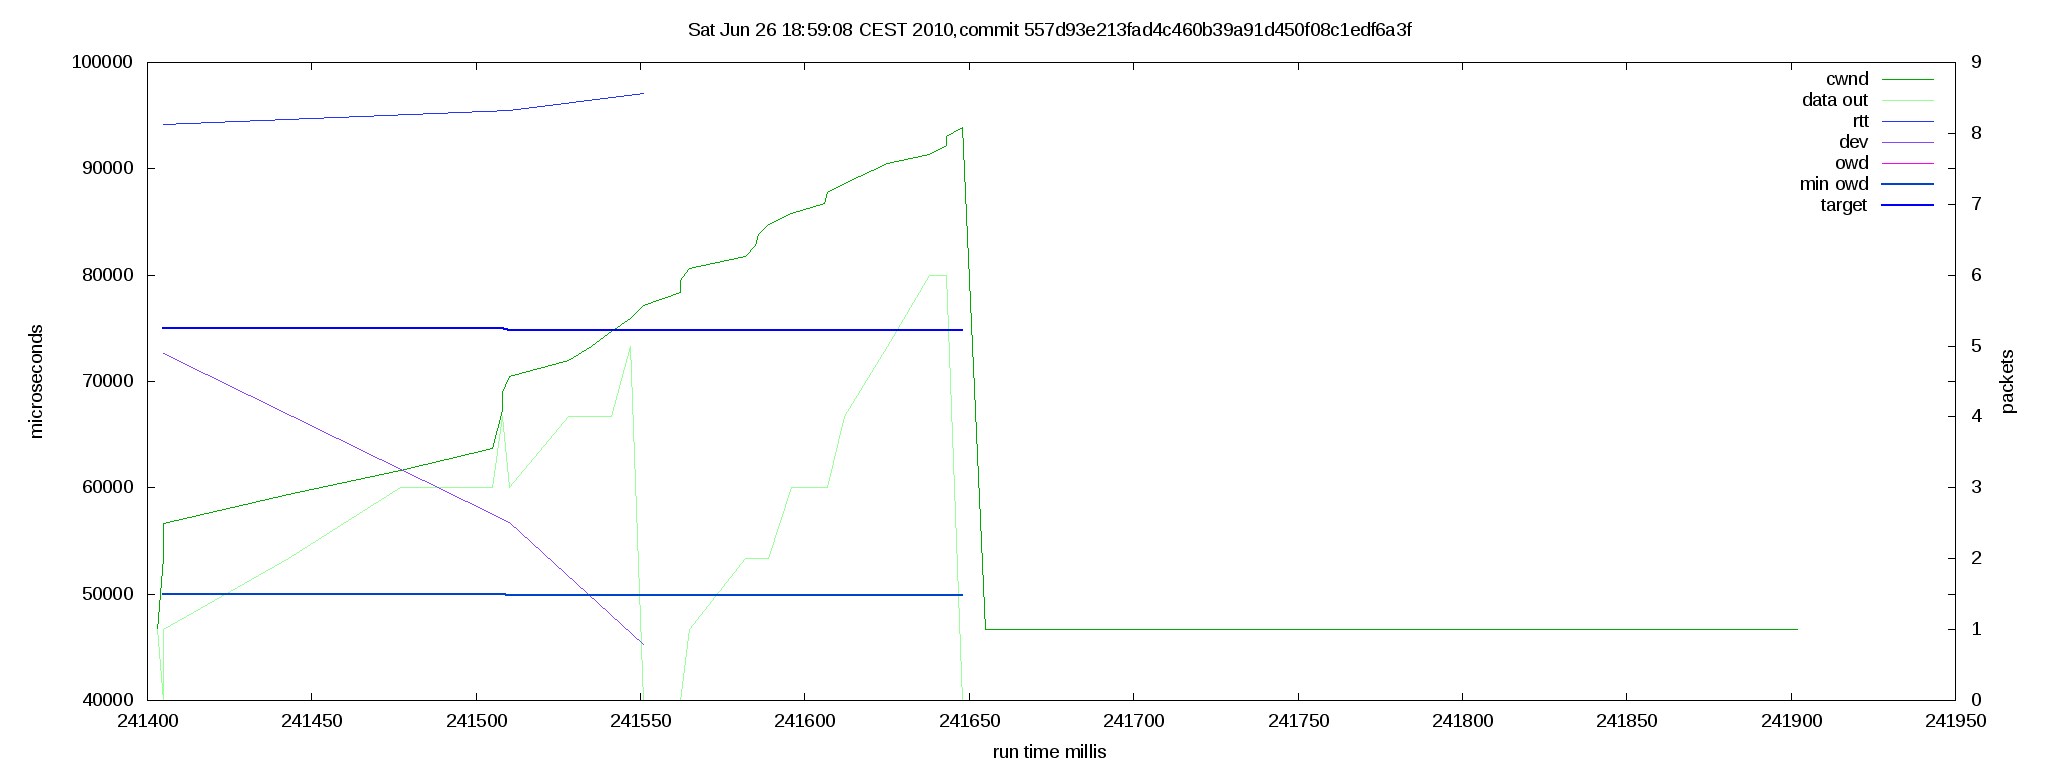 Sat Jun 26 18:59:08 CEST 2010, commit 557d93e213fad4c460b39a91d450f08c1edf6a3f
100000
90000
80000
70000
60000
50000
40000
microseconds
9
8
7
6
5
4
3
2
1
0
packets
cwnd
data out
rtt
dev
owd
min owd
target
241400 241450 241500 241550 241600 241650 241700 241750 241800 241850 241900 241950
run time millis